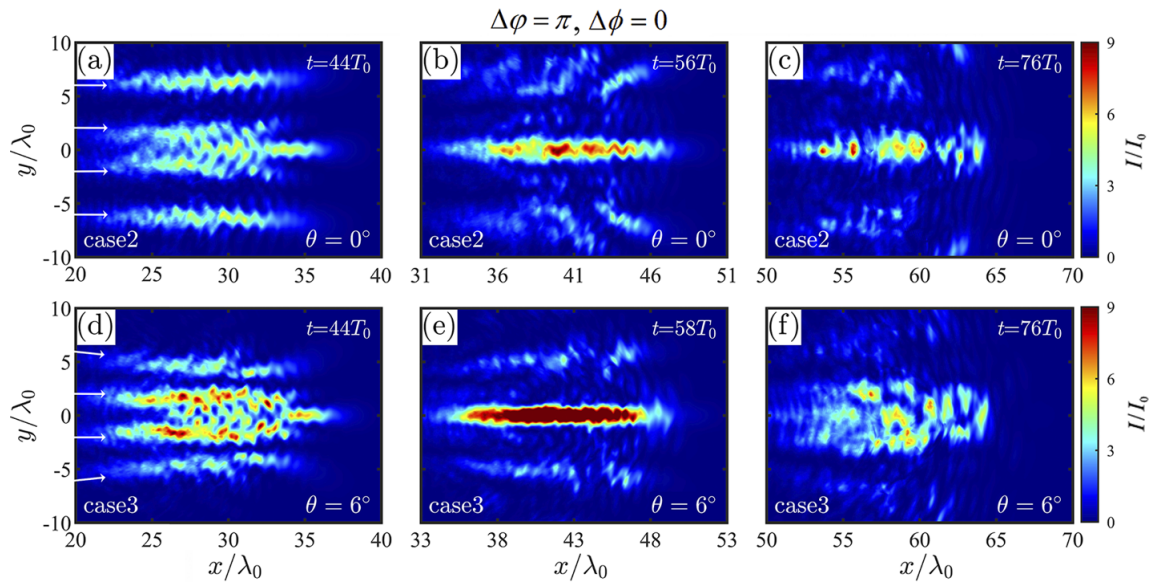 Δφ = π, Δϕ = 0
(a) t=44T₀
(b) t=56T₀
(c) t=76T₀
case2 θ = 0°
case2 θ = 0°
case2 θ = 0°
y/λ₀
10
5
0
-5
-10
20 25 30 35 40
31 36 41 46 51
50 55 60 65 70
9
6
3
0
I/I₀
(d) t=44T₀
(e) t=58T₀
(f) t=76T₀
case3 θ = 6°
case3 θ = 6°
case3 θ = 6°
y/λ₀
10
5
0
-5
-10
20 25 30 35 40
33 38 43 48 53
50 55 60 65 70
x/λ₀ x/λ₀ x/λ₀
9
6
3
0
I/I₀